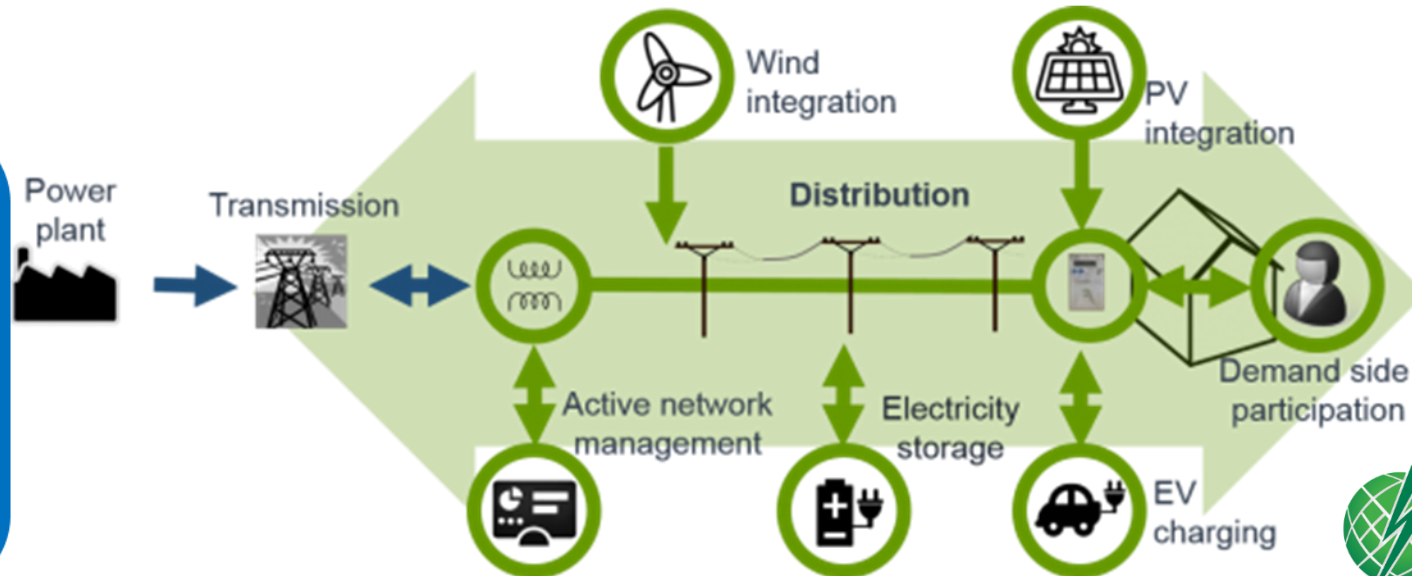 Wind
integration
PV
integration
Power
plant
Transmission
Distribution
Active network
management
Electricity
storage
Demand side
participation
EV
charging